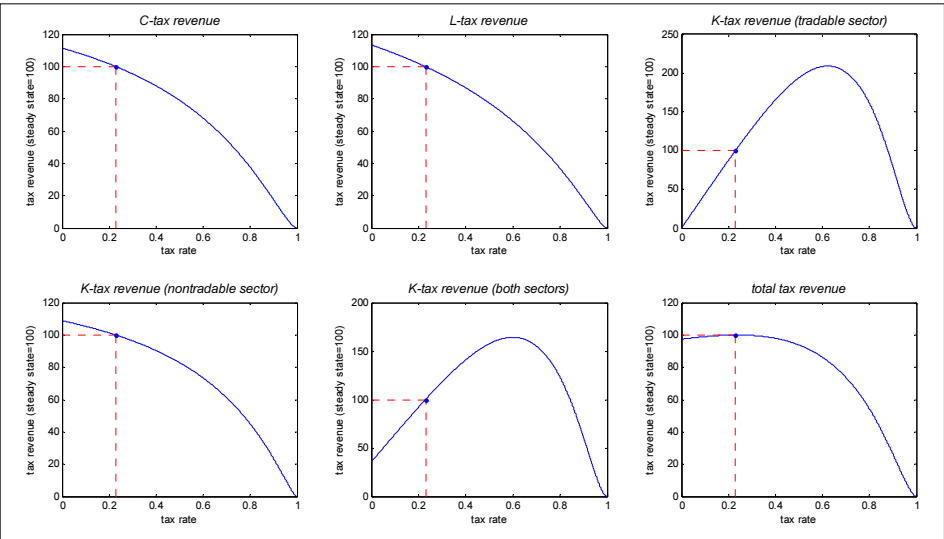 C-tax revenue
tax revenue (steady state=100)
120
100
80
60
40
20
0
0 0.2 0.4 0.6 0.8 1
tax rate
L-tax revenue
tax revenue (steady state=100)
120
100
80
60
40
20
0
0 0.2 0.4 0.6 0.8 1
tax rate
K-tax revenue (tradable sector)
tax revenue (steady state=100)
250
200
150
100
50
0
0 0.2 0.4 0.6 0.8 1
tax rate
K-tax revenue (nontradable sector)
tax revenue (steady state=100)
120
100
80
60
40
20
0
0 0.2 0.4 0.6 0.8 1
tax rate
K-tax revenue (both sectors)
tax revenue (steady state=100)
200
150
100
50
0
0 0.2 0.4 0.6 0.8 1
tax rate
total tax revenue
tax revenue (steady state=100)
120
100
80
60
40
20
0
0 0.2 0.4 0.6 0.8 1
tax rate